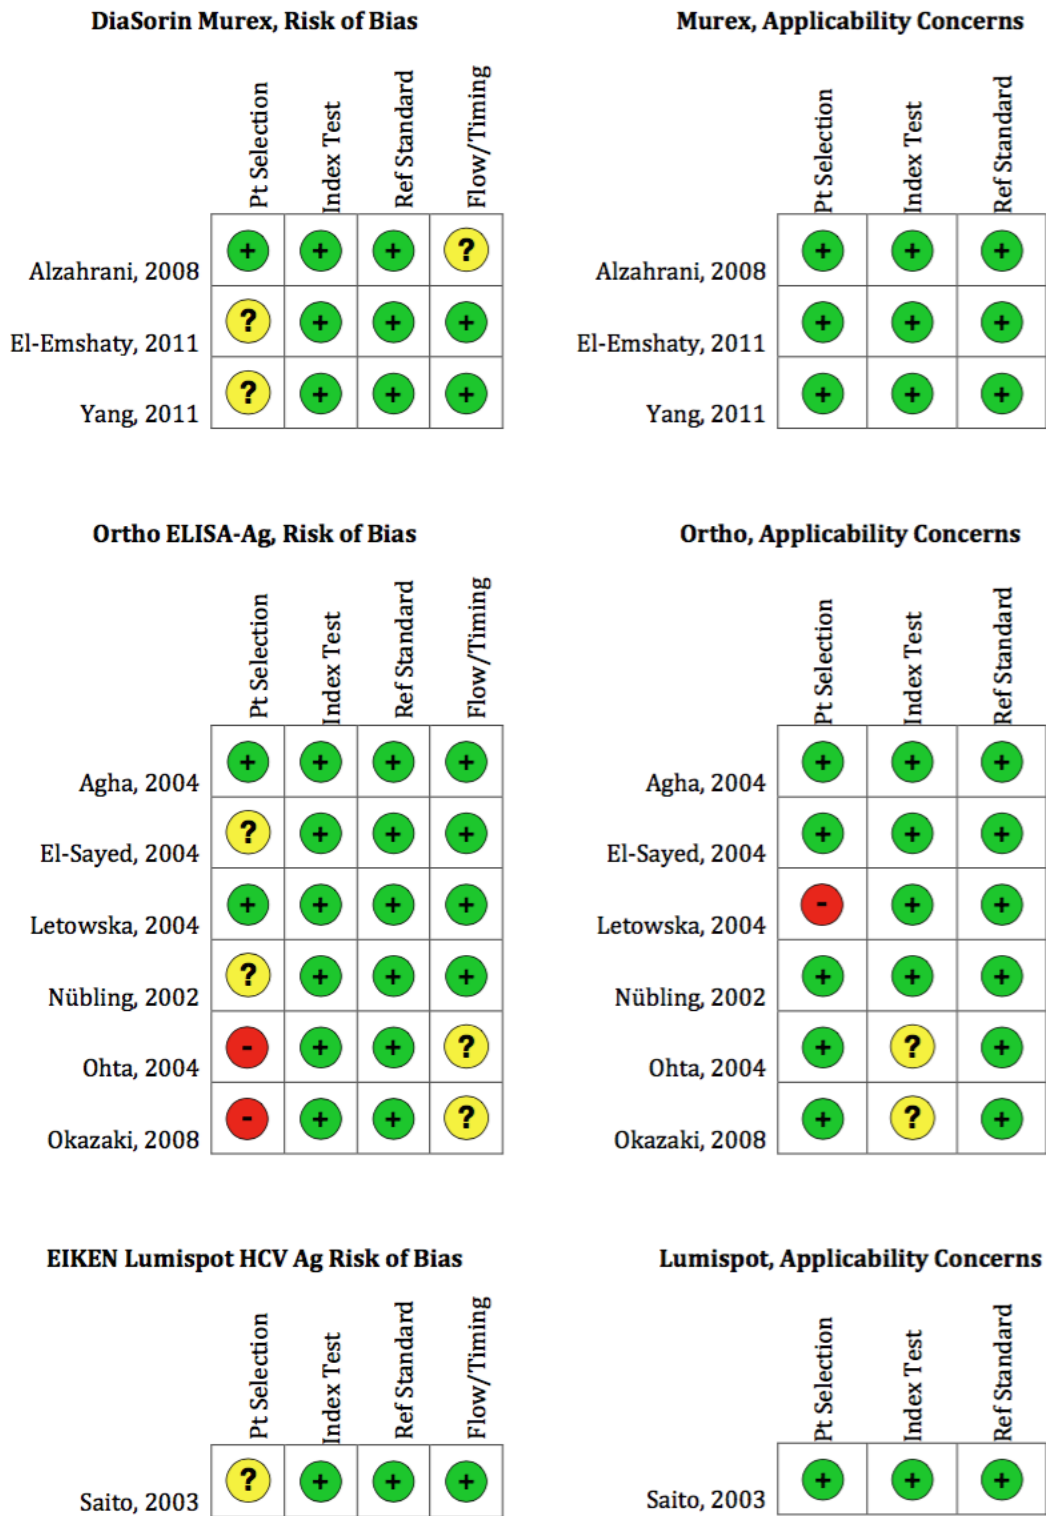 DiaSorin Murex, Risk of Bias
Pt Selection
Index Test
Ref Standard
Flow/Timing
Alzahrani, 2008
+ + + ?
El-Emshaty, 2011
? + + +
Yang, 2011
? + + +
Murex, Applicability Concerns
Pt Selection
Index Test
Ref Standard
Alzahrani, 2008
+ + +
El-Emshaty, 2011
+ + +
Yang, 2011
+ + +
Ortho ELISA-Ag, Risk of Bias
Pt Selection
Index Test
Ref Standard
Flow/Timing
Agha, 2004
+ + + +
El-Sayed, 2004
? + + +
Letowska, 2004
+ + + +
Nübling, 2002
? + + +
Ohta, 2004
- + + ?
Okazaki, 2008
- + + ?
Ortho, Applicability Concerns
Pt Selection
Index Test
Ref Standard
Agha, 2004
+ + +
El-Sayed, 2004
+ + +
Letowska, 2004
- + +
Nübling, 2002
+ + +
Ohta, 2004
+ ? +
Okazaki, 2008
+ ? +
EIKEN Lumispot HCV Ag Risk of Bias
Pt Selection
Index Test
Ref Standard
Flow/Timing
Saito, 2003
? + + +
Lumispot, Applicability Concerns
Pt Selection
Index Test
Ref Standard
Saito, 2003
+ + +